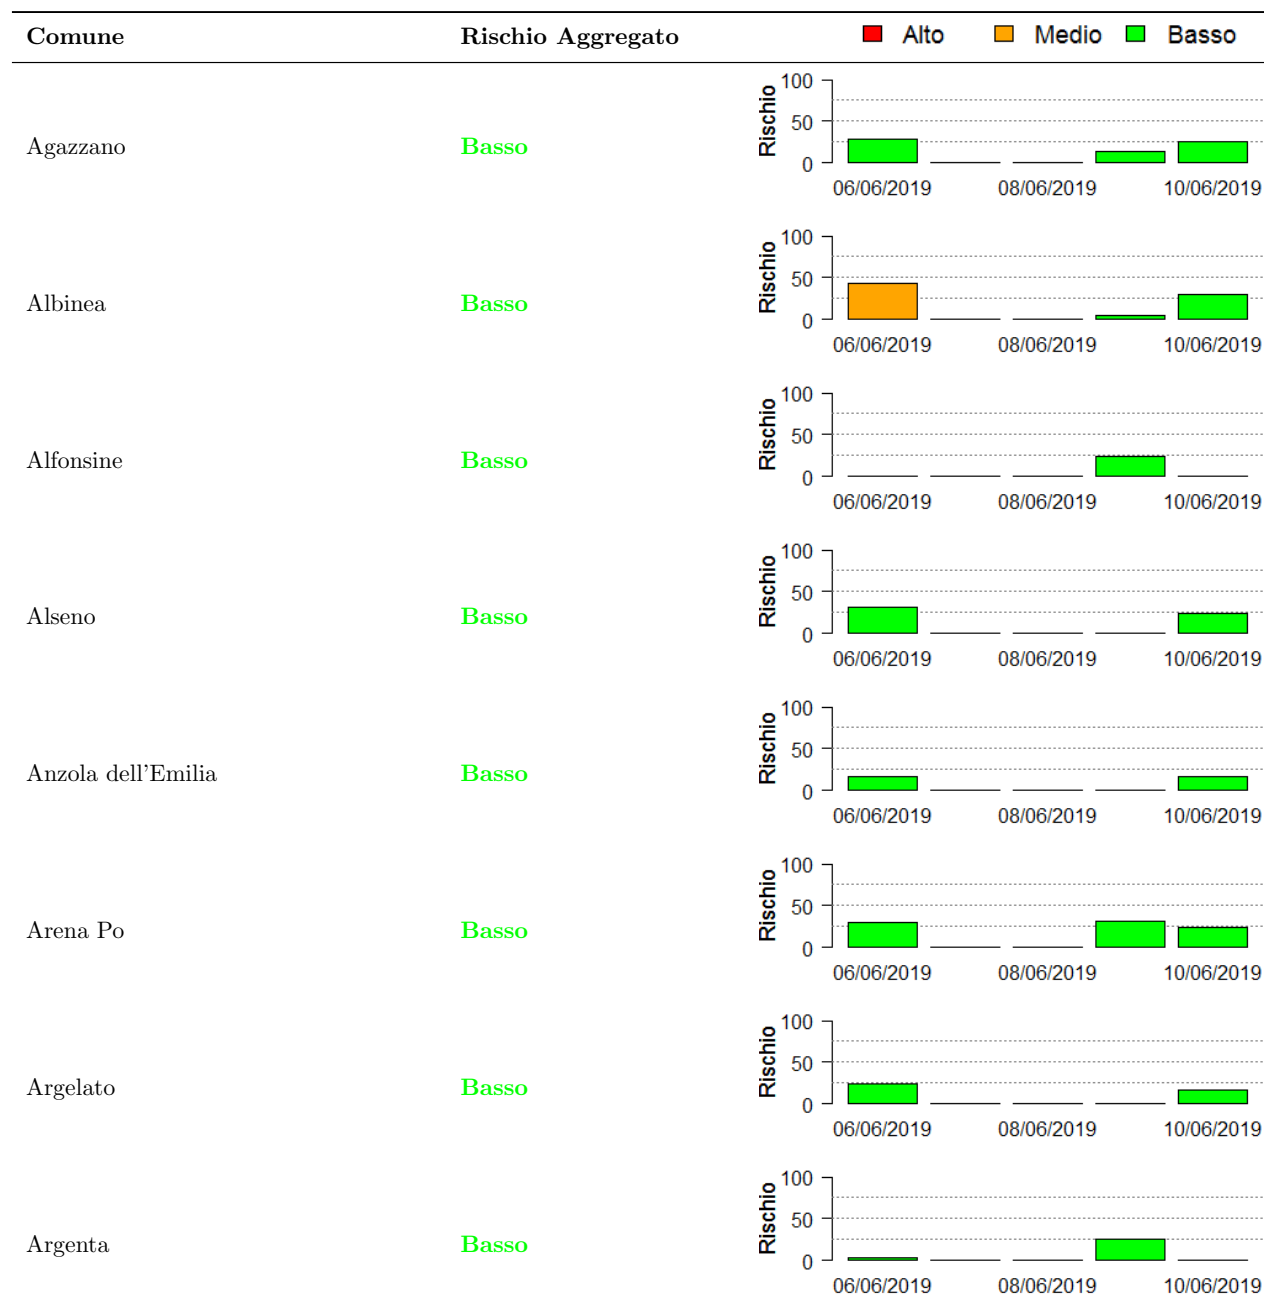 Comune Rischio Aggregato Alto Medio Basso
100
Rischio
50
Agazzano Basso
0
06/06/2019 08/06/2019 10/06/2019
100
Rischio
50
Albinea Basso
0
06/06/2019 08/06/2019 10/06/2019
100
Rischio
50
Alfonsine Basso
0
06/06/2019 08/06/2019 10/06/2019
100
Rischio
50
Alseno Basso
0
06/06/2019 08/06/2019 10/06/2019
100
Rischio
50
Anzola dell'Emilia Basso
0
06/06/2019 08/06/2019 10/06/2019
100
Rischio
50
Arena Po Basso
0
06/06/2019 08/06/2019 10/06/2019
100
Rischio
50
Argelato Basso
0
06/06/2019 08/06/2019 10/06/2019
100
Rischio
50
Argenta Basso
0
06/06/2019 08/06/2019 10/06/2019